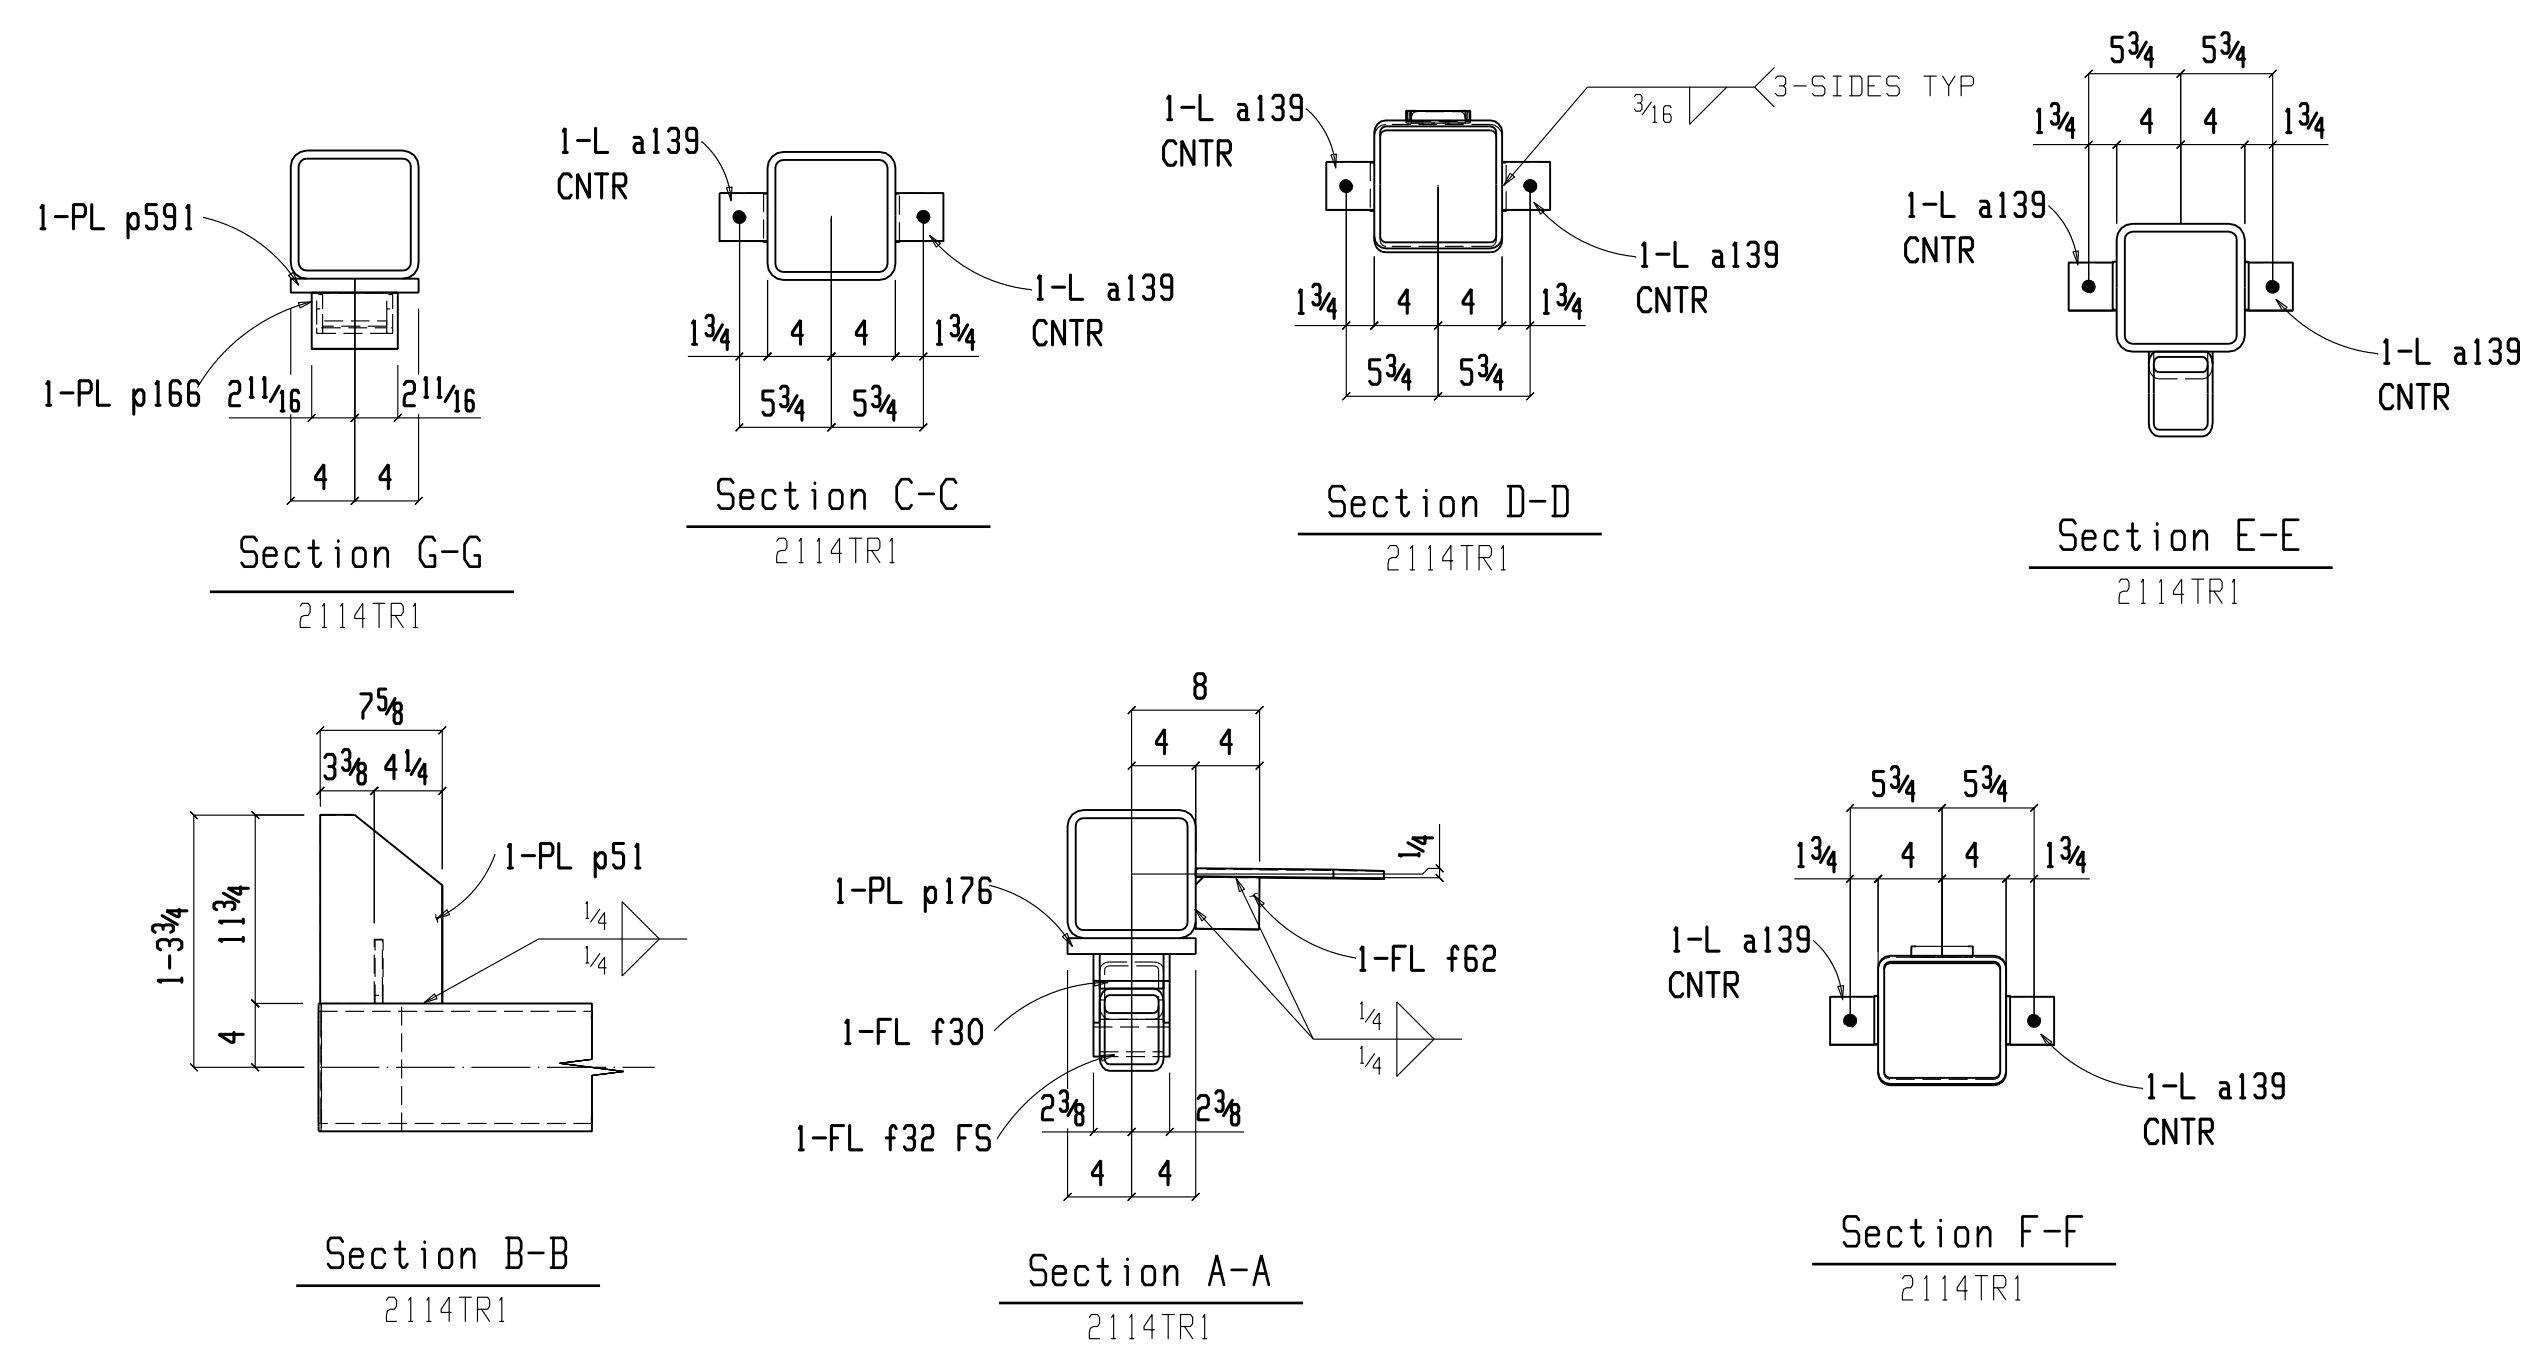 1-PL p591
1-PL p166
2 11/16
2 11/16
4
4
Section G-G
2114TR1
1-L a139
CNTR
1-L a139
CNTR
1 3/4
4
4
1 3/4
5 3/4
5 3/4
Section C-C
2114TR1
3-SIDES TYP
3/16
1-L a139
CNTR
1-L a139
CNTR
1 3/4
4
4
1 3/4
5 3/4
5 3/4
Section D-D
2114TR1
5 3/4
5 3/4
1 3/4
4
4
1 3/4
1-L a139
CNTR
1-L a139
CNTR
Section E-E
2114TR1
7 5/8
3 3/8
4 1/4
1-PL p51
1-3 3/4
11 3/4
4
1/4
1/4
Section B-B
2114TR1
8
4
4
1/4
1-PL p176
1-FL f62
1-FL f30
1/4
1/4
1-FL f32 FS
2 3/8
2 3/8
4
4
Section A-A
2114TR1
5 3/4
5 3/4
1 3/4
4
4
1 3/4
1-L a139
CNTR
1-L a139
CNTR
Section F-F
2114TR1